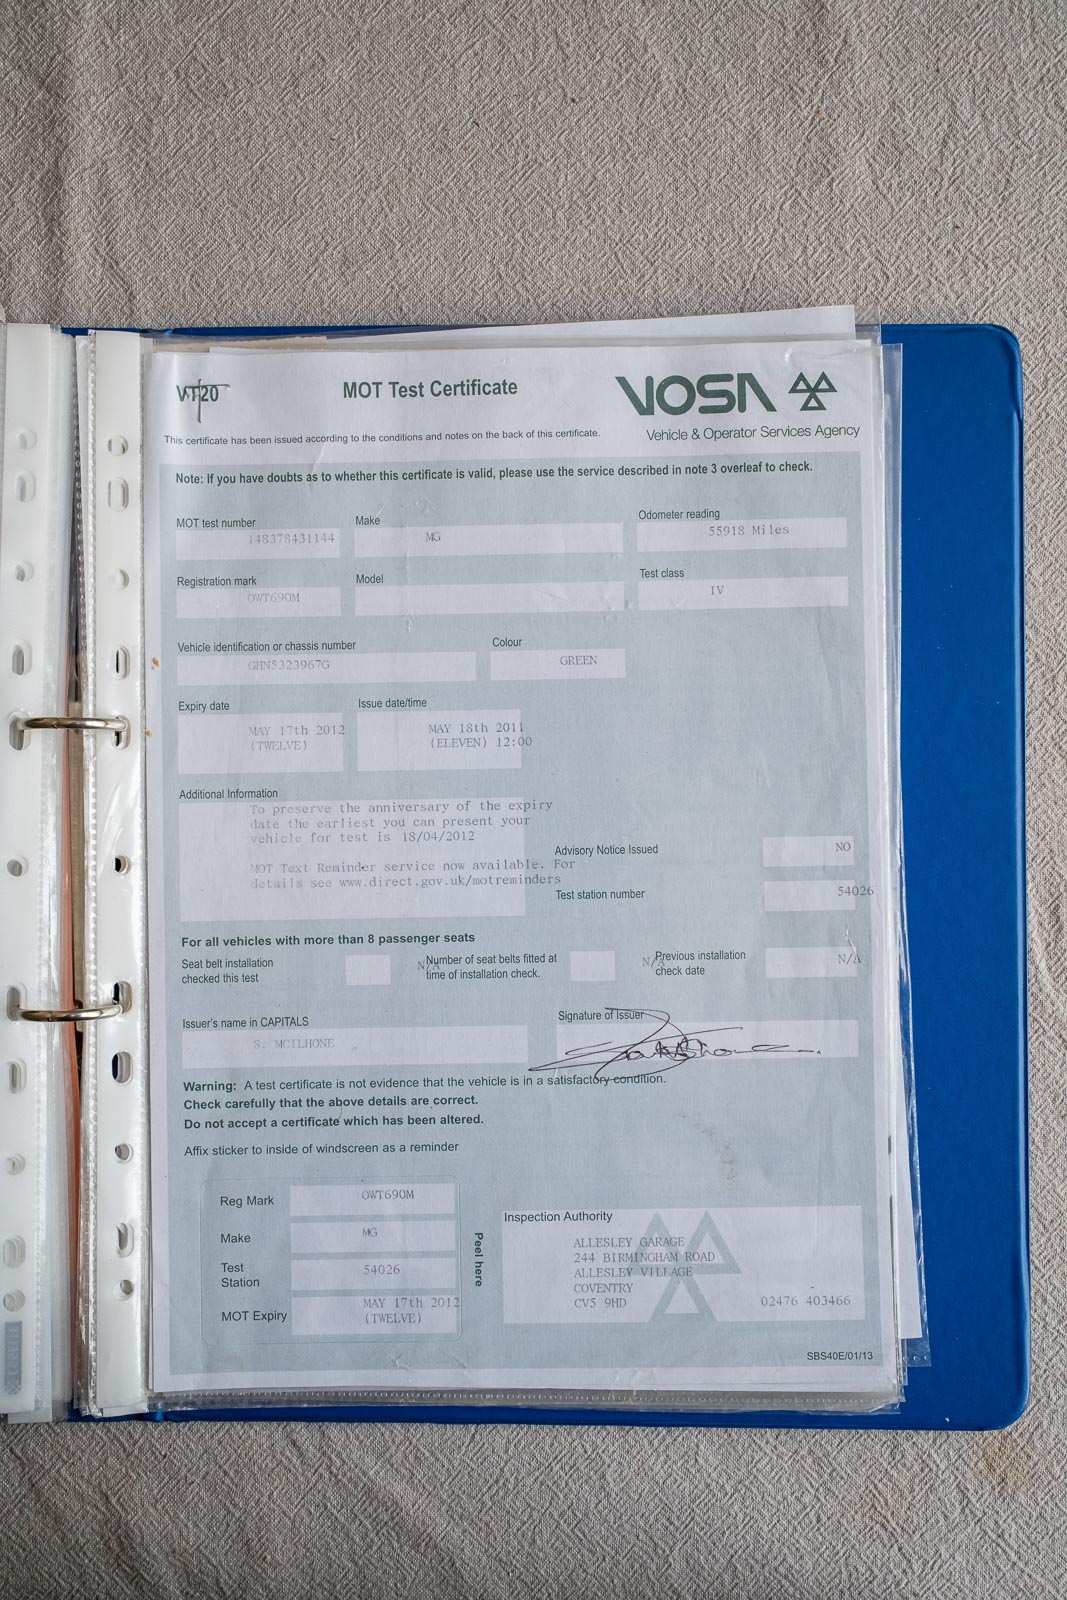 VT20
MOT Test Certificate
VOSA
Vehicle & Operator Services Agency
This certificate has been issued according to the conditions and notes on the back of this certificate.
Note: If you have doubts as to whether this certificate is valid, please use the service described in note 3 overleaf to check.
MOT test number
148378431144
Make
MG
Odometer reading
55918 Miles
Registration mark
OWT690M
Model
Test class
IV
Vehicle identification or chassis number
GHN5323967G
Colour
GREEN
Expiry date
MAY 17th 2012
(TWELVE)
Issue date/time
MAY 18th 2011
(ELEVEN) 12:00
Additional Information
To preserve the anniversary of the expiry
date the earliest you can present your
vehicle for test is 18/04/2012
MOT Text Reminder service now available. For
details see www.direct.gov.uk/motreminders
Advisory Notice Issued
NO
Test station number
54026
For all vehicles with more than 8 passenger seats
Seat belt installation
checked this test
N/A
Number of seat belts fitted at
time of installation check.
N/A
Previous installation
check date
N/A
Issuer's name in CAPITALS
S. MCILHONE
Signature of Issuer
Warning: A test certificate is not evidence that the vehicle is in a satisfactory condition.
Check carefully that the above details are correct.
Do not accept a certificate which has been altered.
Affix sticker to inside of windscreen as a reminder
Reg Mark
OWT690M
Make
MG
Test
Station
54026
MOT Expiry
MAY 17th 2012
(TWELVE)
Peel here
Inspection Authority
ALLESLEY GARAGE
244 BIRMINGHAM ROAD
ALLESLEY VILLAGE
COVENTRY
CV5 9HD
02476 403466
SBS40E/01/13